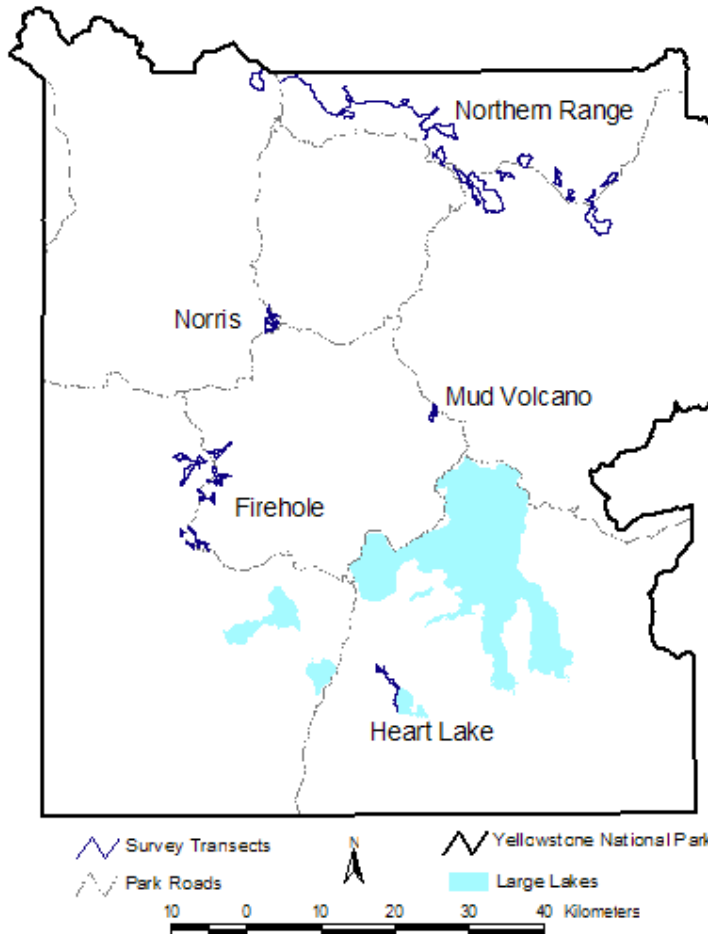 Northern Range
Norris
Mud Volcano
Firehole
Heart Lake
Survey Transects
N
Yellowstone National Park
Park Roads
Large Lakes
10 0 10 20 30 40 Kilometers